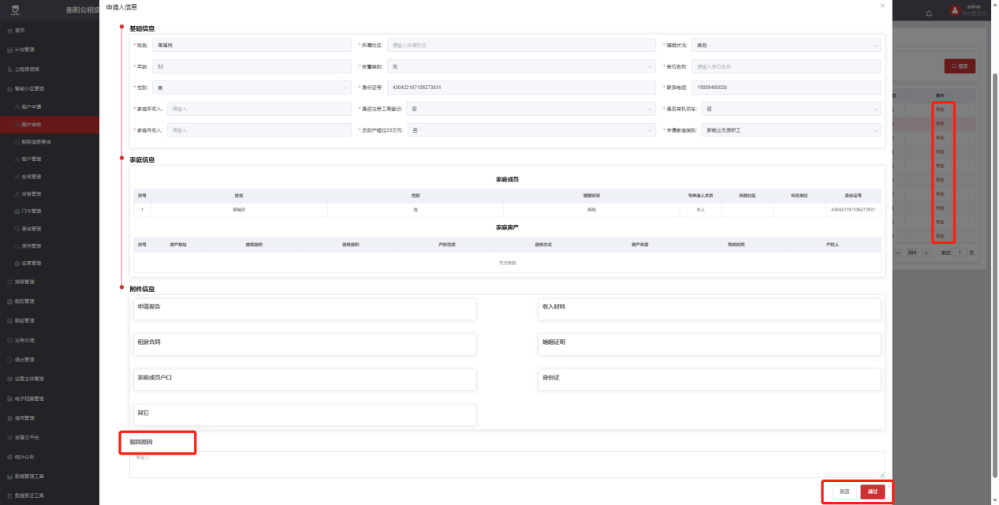 衡阳公租房
申请人信息
×
admin
系统管理员
首页
计划管理
公租房房源
智能小区管理
租户申请
租户审核
配租信息查询
租户管理
合同管理
设备管理
门卡管理
查询管理
房间管理
变更管理
报修管理
配后管理
配给管理
业务办理
退出管理
运营主体管理
电子档案管理
信用管理
监管云平台
统计分析
数据管理工具
数据修正工具
基础信息
* 姓名:
* 所属社区: 请输入所属社区
* 婚姻状况: 其他
* 年龄: 52
* 安置类别: 无
* 单位名称: 请输入单位名称
* 性别: 男
* 身份证号: 430422197106273931
* 联系电话: 15886499029
* 家庭年收入: 请输入
* 是否注册工商登记: 否
* 是否有机动车: 否
* 家庭月收入: 请输入
* 总财产超过20万元: 否
* 申请家庭类别: 新就业无房职工
家庭信息
家庭成员
序号 姓名 性别 婚姻状态 与申请人关系 所属社区 所在单位 身份证号
1 男 其他 本人 430422197106273931
家庭房产
序号 房产地址 建筑面积 使用面积 产权性质 使用方式 房产来源 购买时间 产权人
暂无数据
附件信息
申请报告
收入材料
租房合同
婚姻证明
家庭成员户口
身份证
其它
驳回原因
请输入
驳回 通过
搜索
操作
审批
审批
审批
审批
审批
审批
审批
审批
审批
审批
··· 264 > 前往 1 页